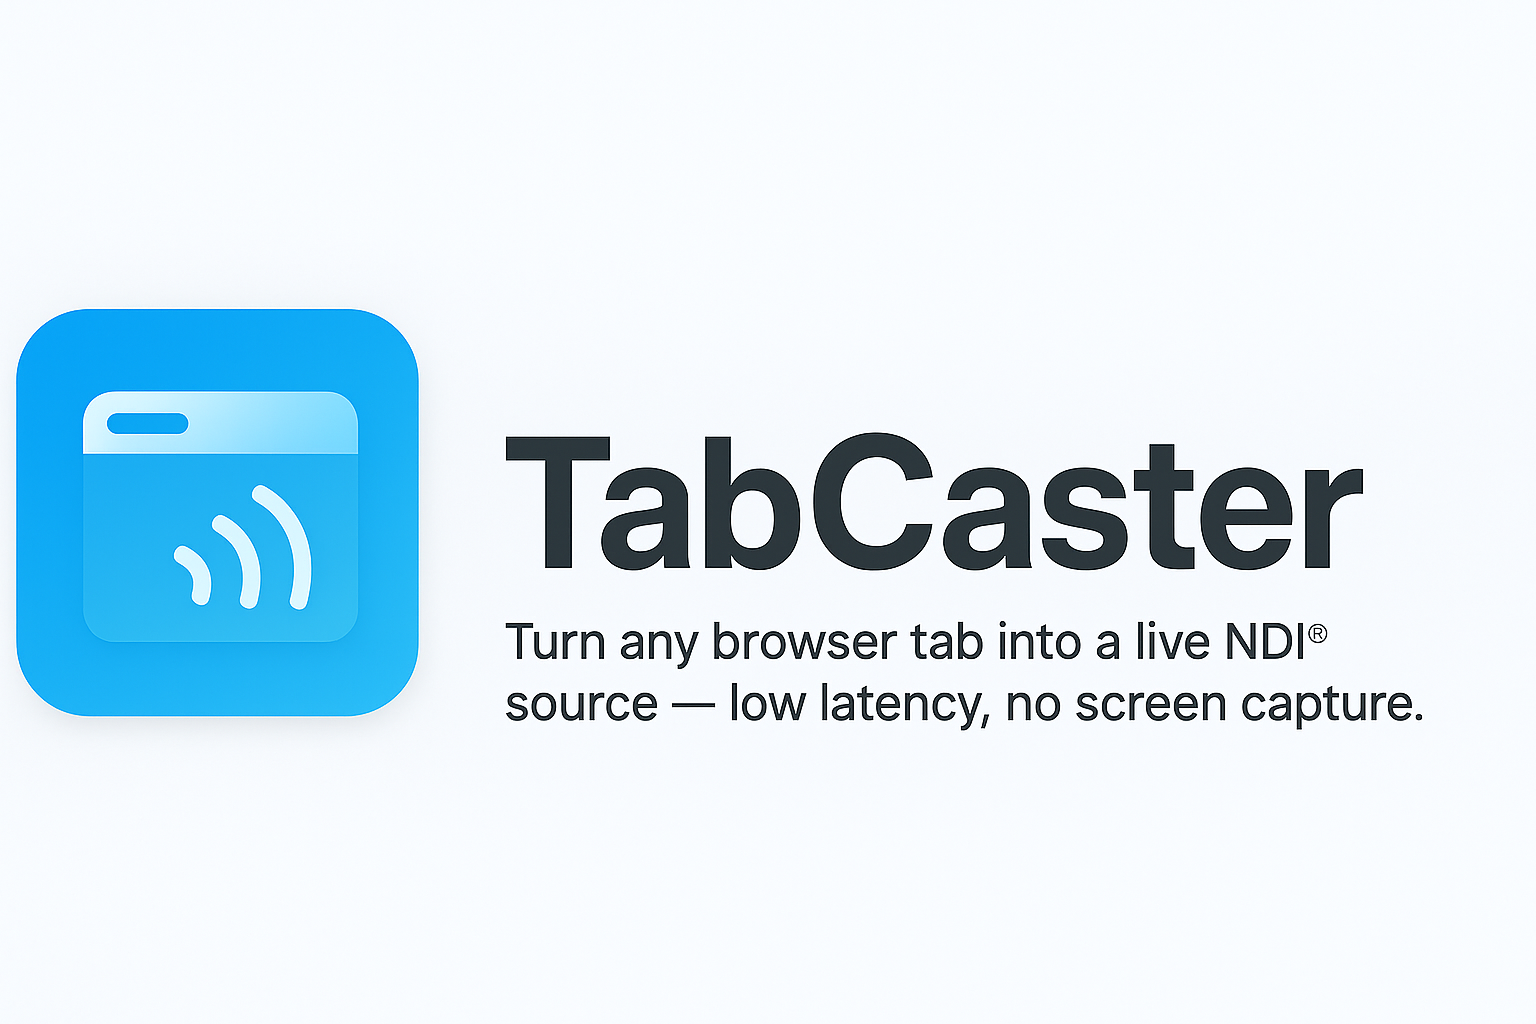 TabCaster
Turn any browser tab into a live NDI®
source — low latency, no screen capture.